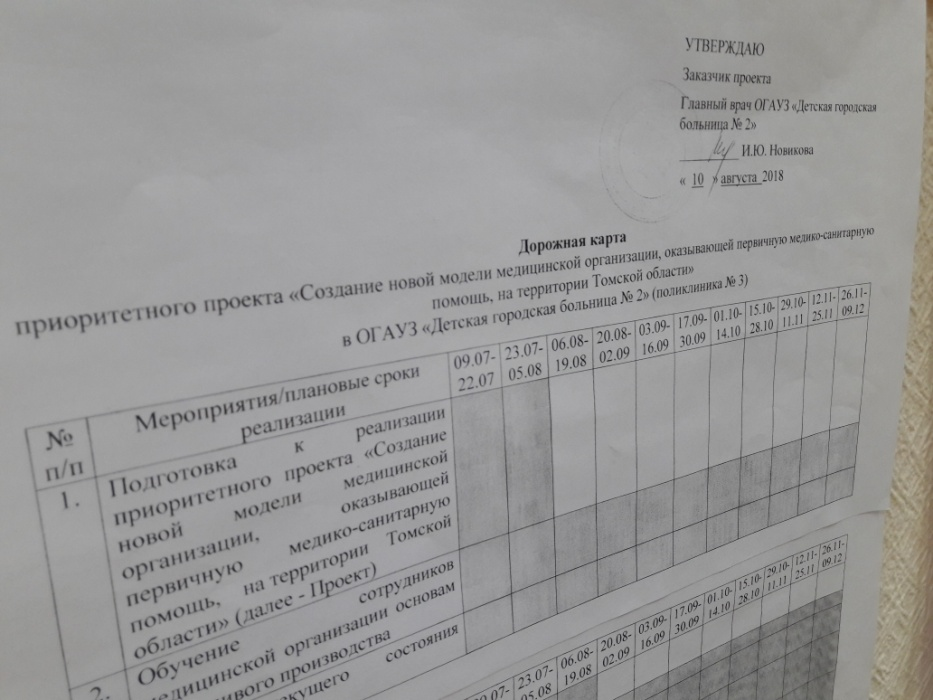 УТВЕРЖДАЮ
Заказчик проекта
Главный врач ОГАУЗ «Детская городская
больница № 2»
И.Ю. Новикова
« 10 » августа 2018
Дорожная карта
приоритетного проекта «Создание новой модели медицинской организации, оказывающей первичную медико-санитарную
помощь, на территории Томской области»
в ОГАУЗ «Детская городская больница № 2» (поликлиника № 3)
№
п/п
Мероприятия/плановые сроки
реализации
09.07-
22.07
23.07-
05.08
06.08-
19.08
20.08-
02.09
03.09-
16.09
17.09-
30.09
01.10-
14.10
15.10-
28.10
29.10-
11.11
12.11-
25.11
26.11-
09.12
1.
Подготовка к реализации
приоритетного проекта «Создание
новой модели медицинской
организации, оказывающей
первичную медико-санитарную
помощь, на территории Томской
области» (далее - Проект)
2.
Обучение сотрудников
медицинской организации основам
производства
состояния
23.07-
05.08
06.08-
19.08
20.08-
02.09
03.09-
16.09
17.09-
30.09
01.10-
14.10
15.10-
28.10
29.10-
11.11
12.11-
25.11
26.11-
09.12